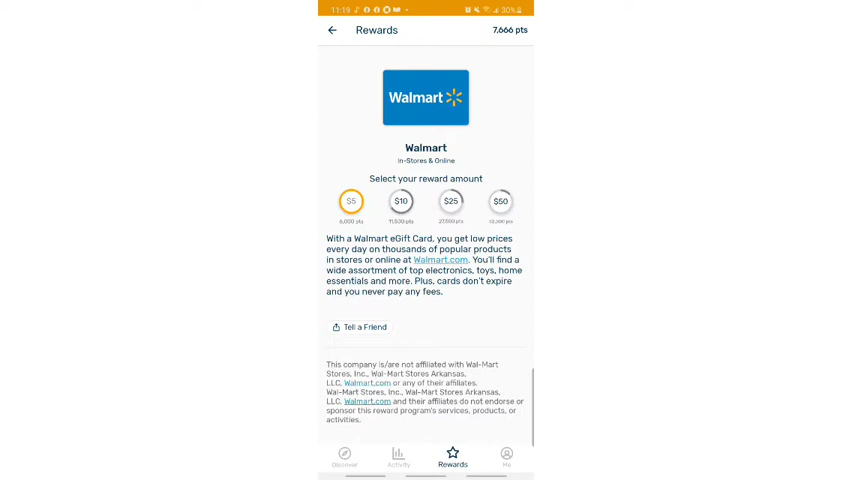 11:19 30%
Rewards 7,666 pts
Walmart
Walmart
In-Stores & Online
Select your reward amount
$5 $10 $25 $50
6,000 pts 11,500 pts 27,500 pts
With a Walmart eGift Card, you get low prices
every day on thousands of popular products
in stores or online at Walmart.com. You'll find a
wide assortment of top electronics, toys, home
essentials and more. Plus, cards don't expire
and you never pay any fees.
Tell a Friend
This company is/are not affiliated with Wal-Mart
Stores, Inc., Wal-Mart Stores Arkansas,
LLC, Walmart.com or any of their affiliates.
Wal-Mart Stores, Inc., Wal-Mart Stores Arkansas,
LLC, Walmart.com and their affiliates do not endorse or
sponsor this reward program's services, products, or
activities.
Discover Activity Rewards Me